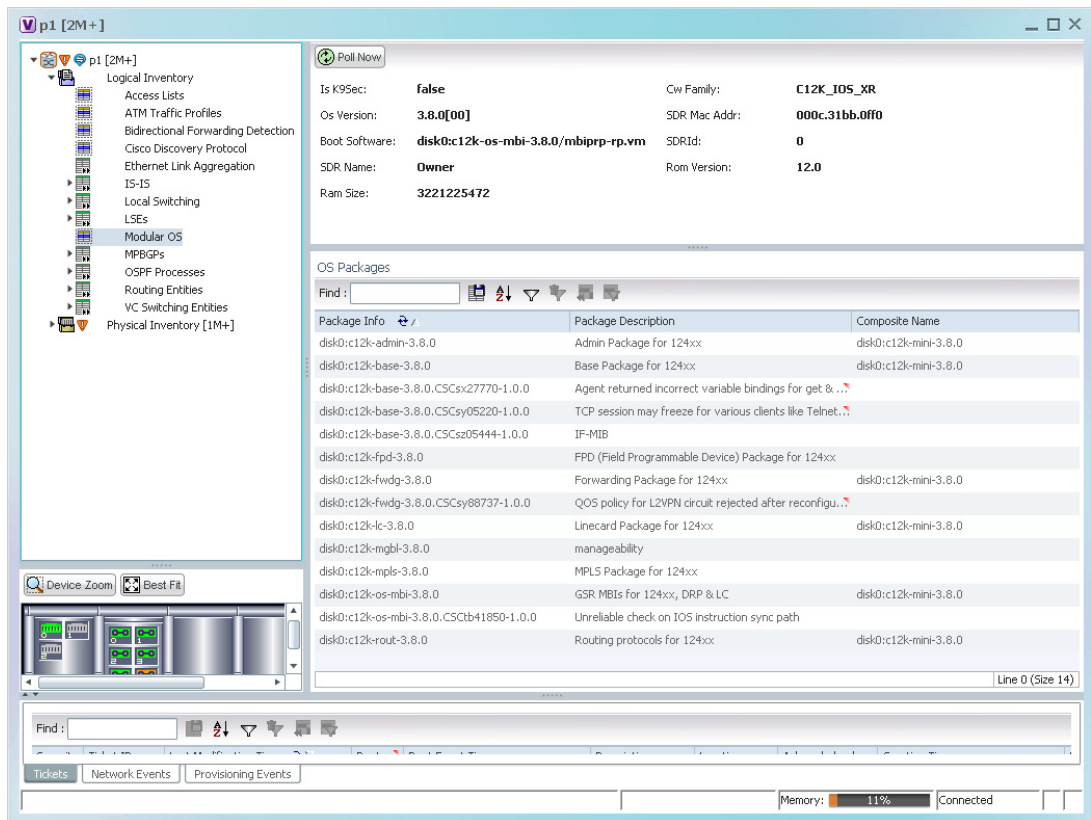 p1 [2M+]
p1 [2M+]
Logical Inventory
Access Lists
ATM Traffic Profiles
Bidirectional Forwarding Detection
Cisco Discovery Protocol
Ethernet Link Aggregation
IS-IS
Local Switching
LSEs
Modular OS
MPBGPs
OSPF Processes
Routing Entities
VC Switching Entities
Physical Inventory [1M+]
Device Zoom Best Fit
Poll Now
Is K9Sec: false Cw Family: C12K_IOS_XR
Os Version: 3.8.0[00] SDR Mac Addr: 000c.31bb.0ff0
Boot Software: disk0:c12k-os-mbi-3.8.0/mbiprp-rp.vm SDRId: 0
SDR Name: Owner Rom Version: 12.0
Ram Size: 3221225472
OS Packages
Find :
Package Info Package Description Composite Name
disk0:c12k-admin-3.8.0 Admin Package for 124xx disk0:c12k-mini-3.8.0
disk0:c12k-base-3.8.0 Base Package for 124xx disk0:c12k-mini-3.8.0
disk0:c12k-base-3.8.0.CSCsx27770-1.0.0 Agent returned incorrect variable bindings for get & ...
disk0:c12k-base-3.8.0.CSCsy05220-1.0.0 TCP session may freeze for various clients like Telnet...
disk0:c12k-base-3.8.0.CSCsz05444-1.0.0 IF-MIB
disk0:c12k-fpd-3.8.0 FPD (Field Programmable Device) Package for 124xx
disk0:c12k-fwdg-3.8.0 Forwarding Package for 124xx disk0:c12k-mini-3.8.0
disk0:c12k-fwdg-3.8.0.CSCsy88737-1.0.0 QOS policy for L2VPN circuit rejected after reconfigu...
disk0:c12k-lc-3.8.0 Linecard Package for 124xx disk0:c12k-mini-3.8.0
disk0:c12k-mgbl-3.8.0 manageability
disk0:c12k-mpls-3.8.0 MPLS Package for 124xx
disk0:c12k-os-mbi-3.8.0 GSR MBIs for 124xx, DRP & LC disk0:c12k-mini-3.8.0
disk0:c12k-os-mbi-3.8.0.CSCtb41850-1.0.0 Unreliable check on IOS instruction sync path
disk0:c12k-rout-3.8.0 Routing protocols for 124xx disk0:c12k-mini-3.8.0
Line 0 (Size 14)
Find :
Tickets Network Events Provisioning Events
Memory: 11% Connected